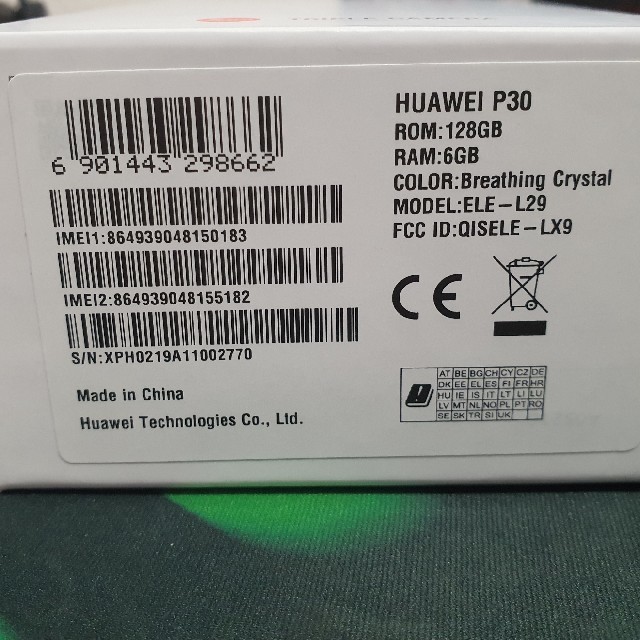 TRIPLE CAMERA
6 901443 298662
IMEI1:864939048150183
IMEI2:864939048155182
S/N:XPH0219A11002770
Made in China
Huawei Technologies Co., Ltd.
HUAWEI P30
ROM:128GB
RAM:6GB
COLOR:Breathing Crystal
MODEL:ELE-L29
FCC ID:QISELE-LX9
CE
AT BE BG CH CY CZ DE
DK EE EL ES FI FR HR
HU IE IS IT LT LI LU
LV MT NL NO PL PT RO
SE SK TR SI UK